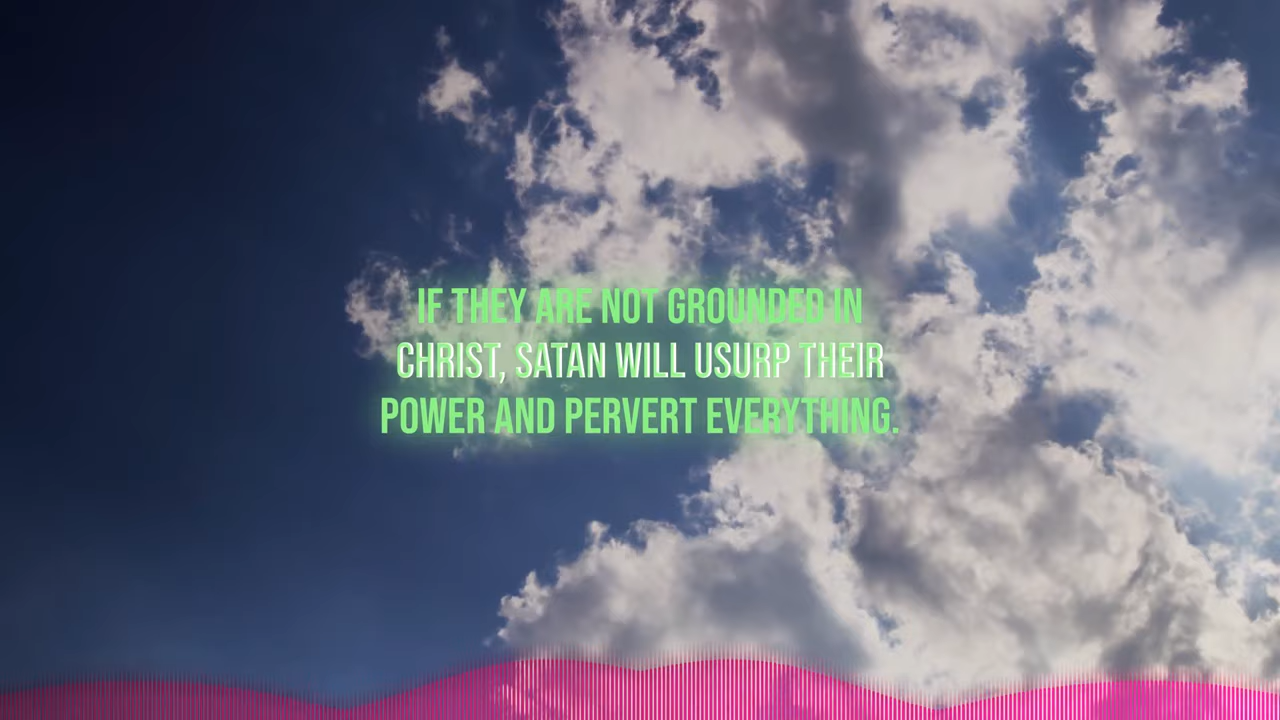 IF THEY ARE NOT GROUNDED IN
CHRIST, SATAN WILL USURP THEIR
POWER AND PERVERT EVERYTHING.